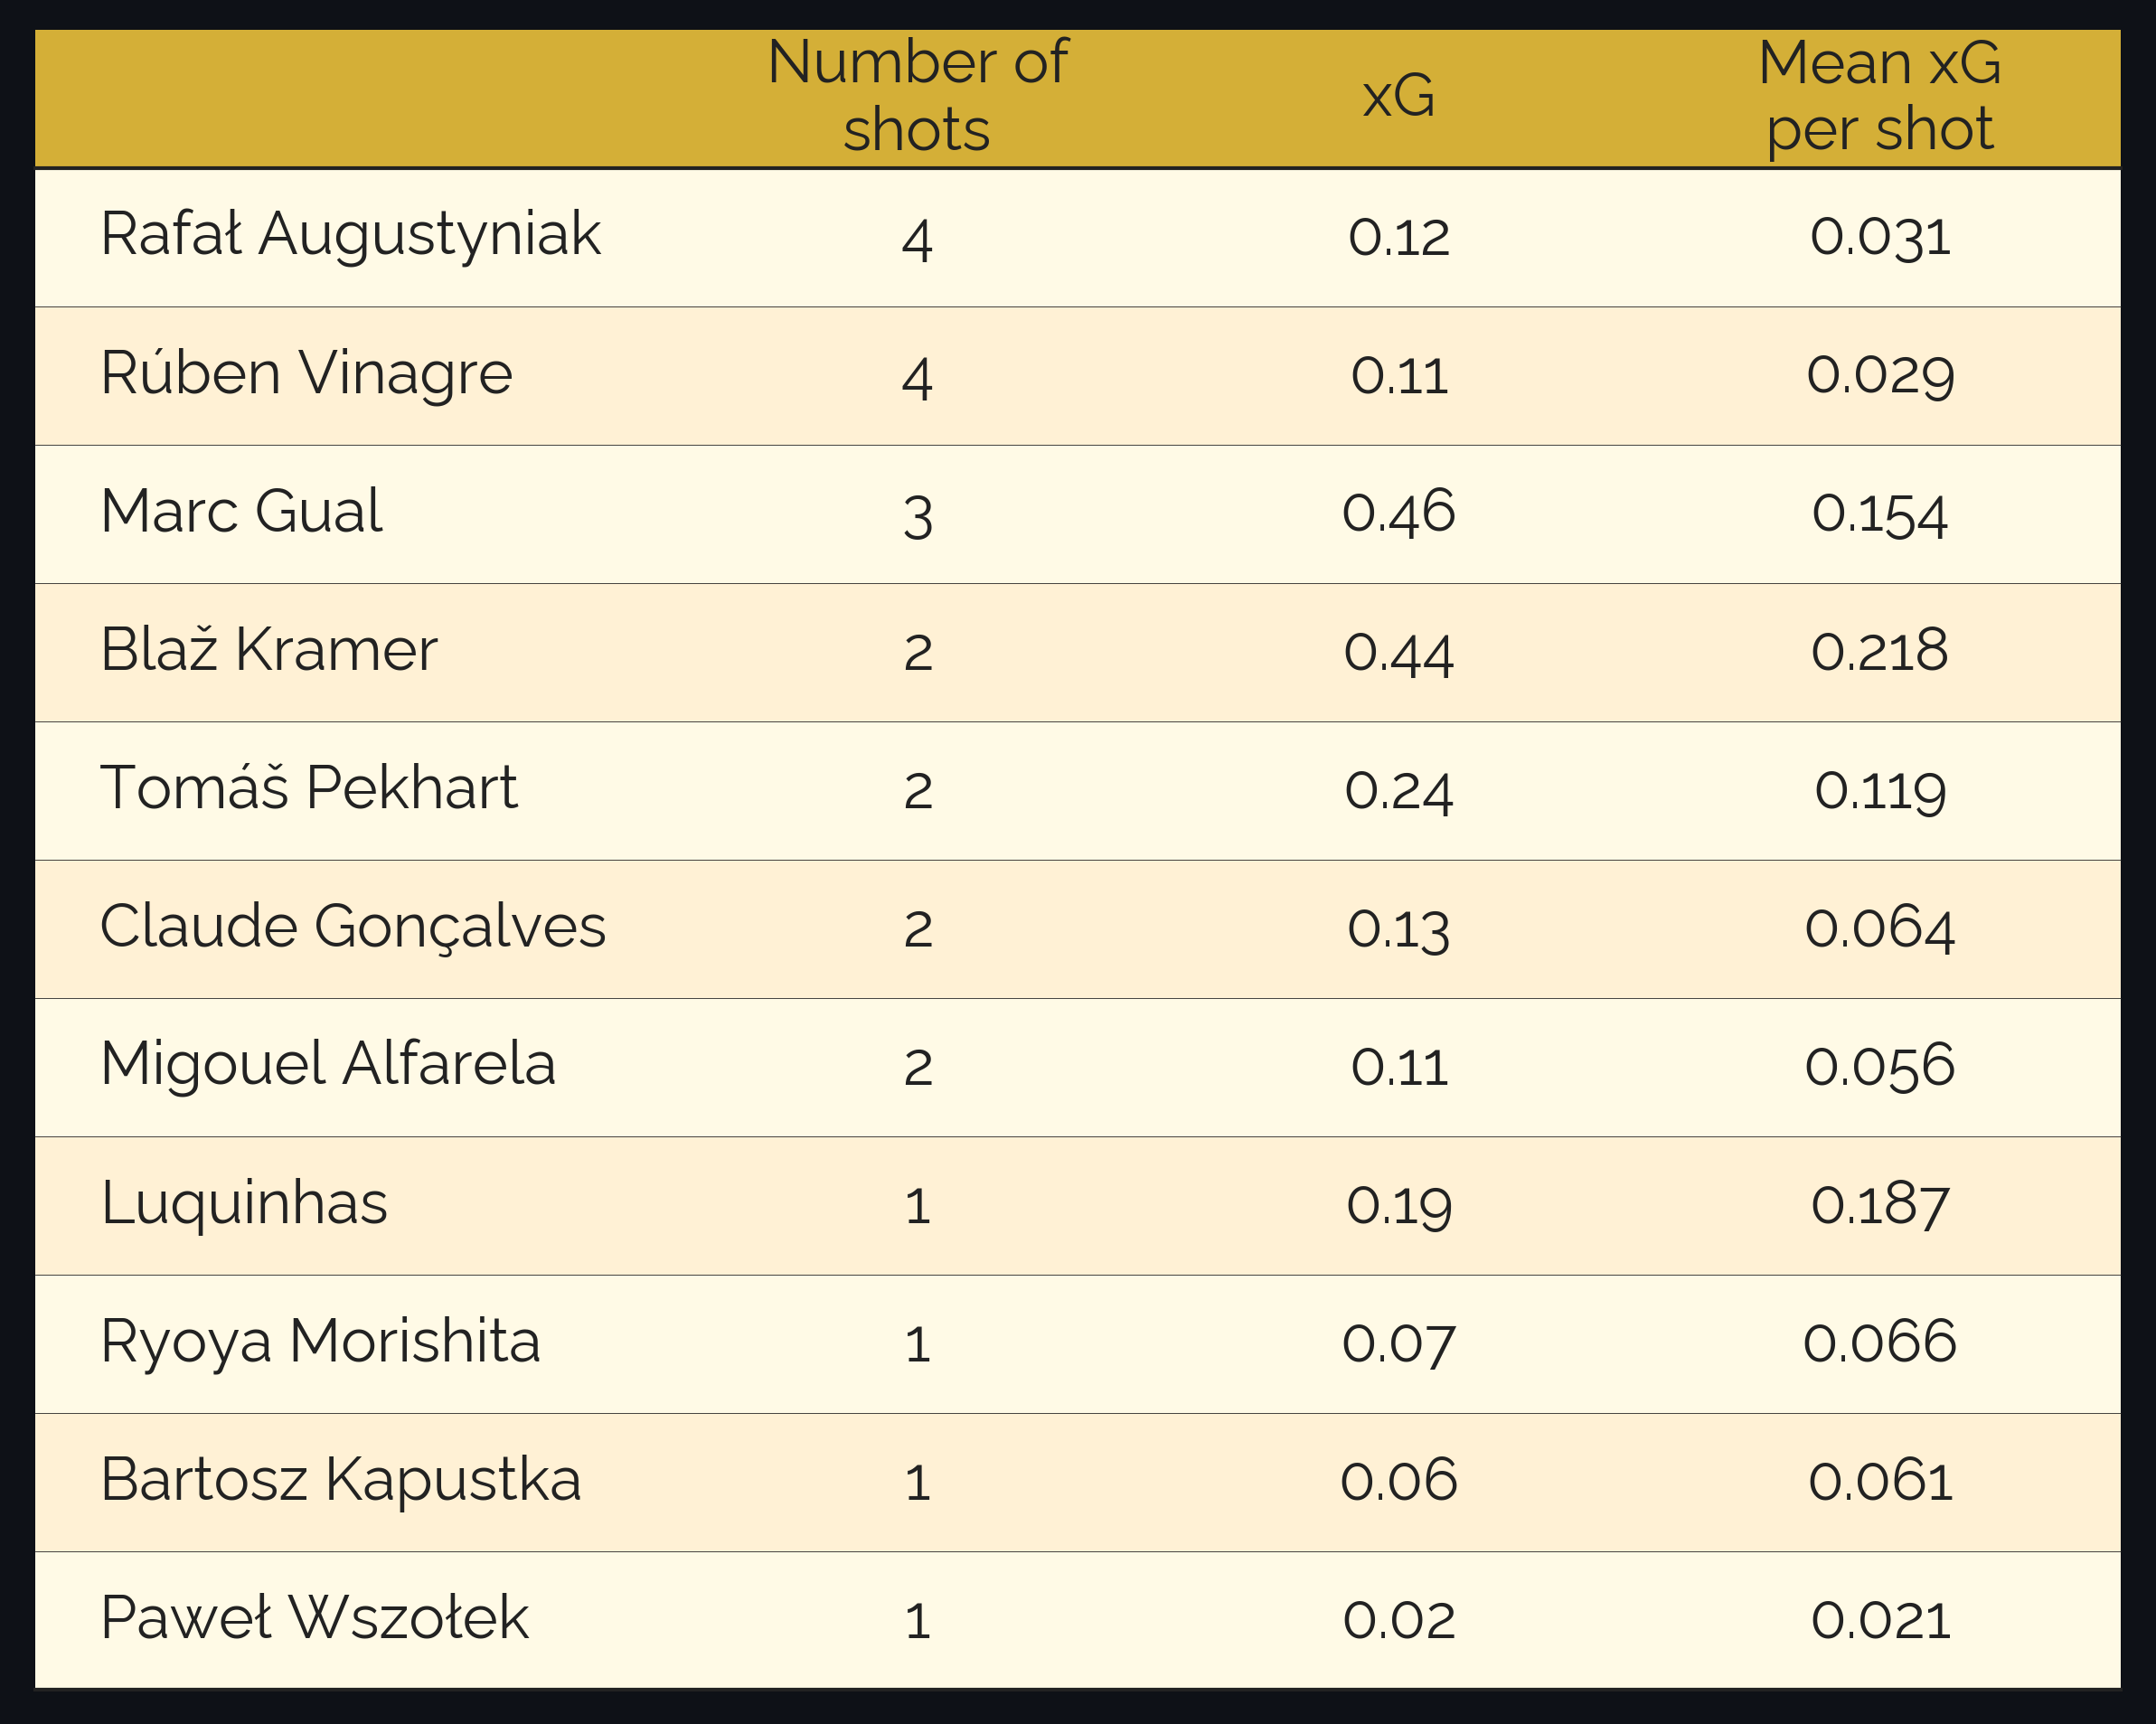 Number of shots xG Mean xG per shot
Rafał Augustyniak 4 0.12 0.031
Rúben Vinagre 4 0.11 0.029
Marc Gual 3 0.46 0.154
Blaž Kramer 2 0.44 0.218
Tomáš Pekhart 2 0.24 0.119
Claude Gonçalves 2 0.13 0.064
Migouel Alfarela 2 0.11 0.056
Luquinhas 1 0.19 0.187
Ryoya Morishita 1 0.07 0.066
Bartosz Kapustka 1 0.06 0.061
Paweł Wszołek 1 0.02 0.021